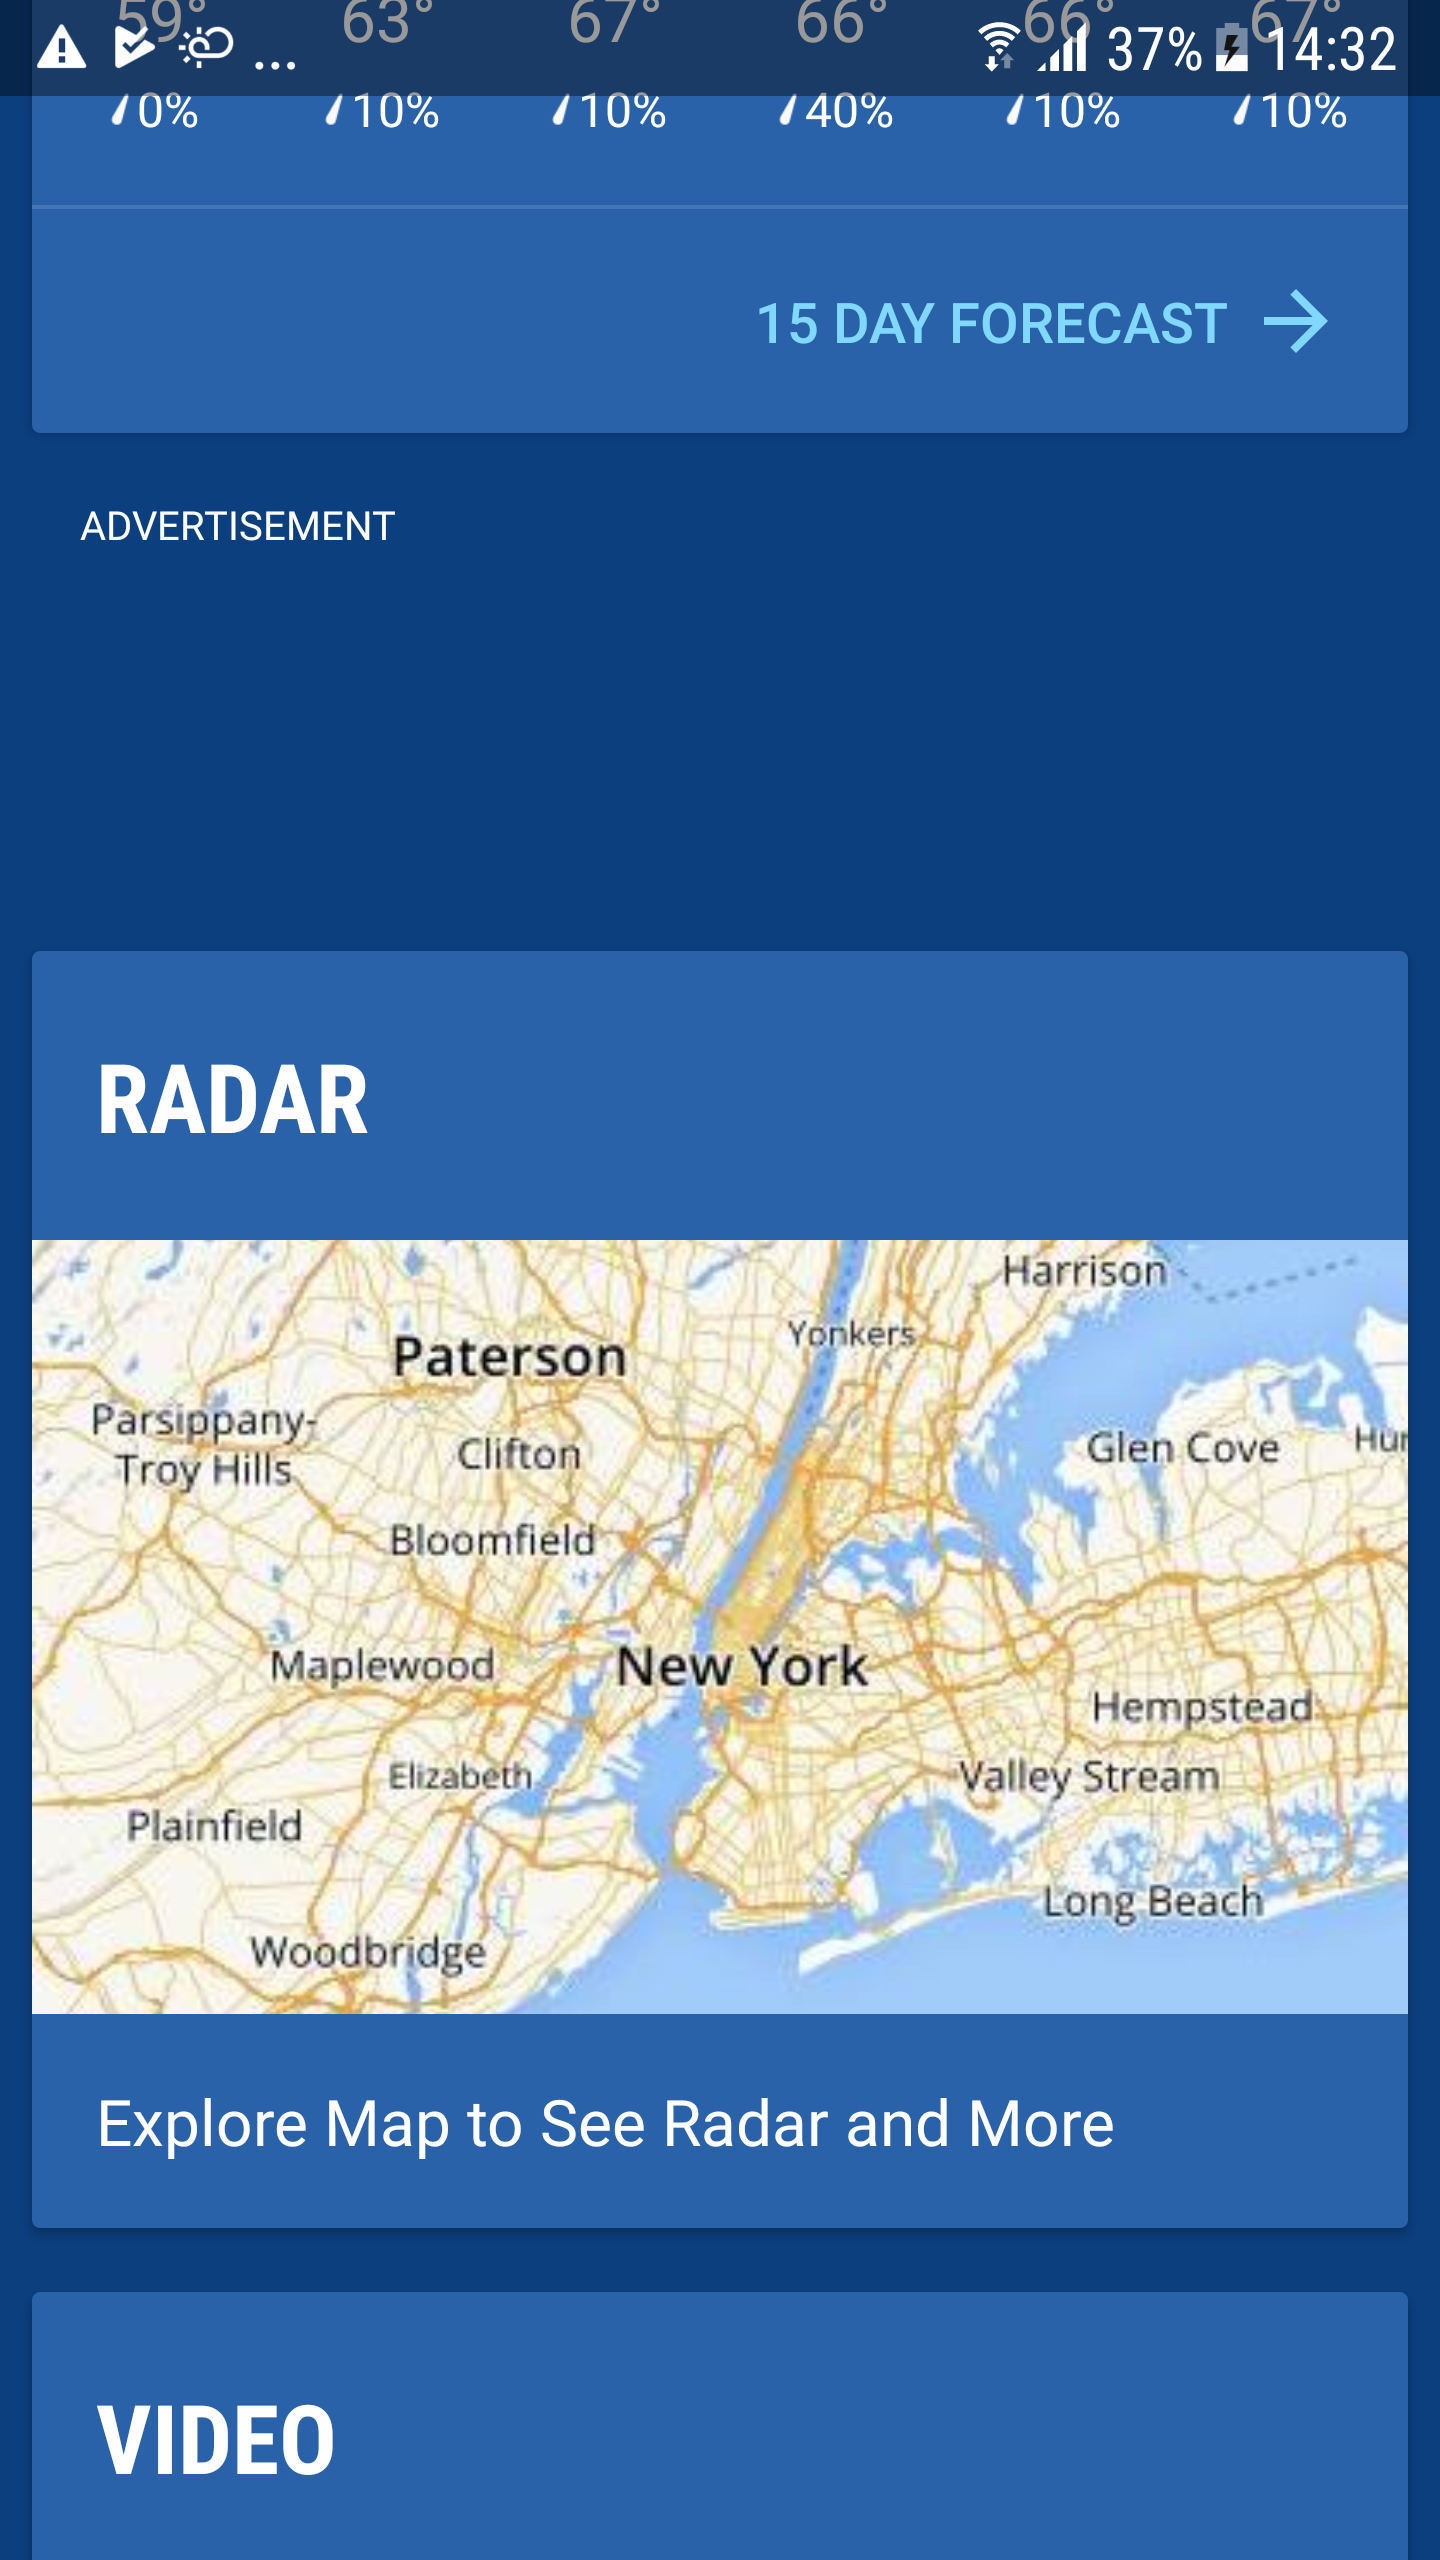 59° 63° 67° 66° 66° 67°
... 37% 14:32
0% 10% 10% 40% 10% 10%
15 DAY FORECAST
ADVERTISEMENT
RADAR
Harrison
Yonkers
Paterson
Parsippany-
Troy Hills
Clifton
Glen Cove
Hun
Bloomfield
Maplewood
New York
Hempstead
Elizabeth
Valley Stream
Plainfield
Long Beach
Woodbridge
Explore Map to See Radar and More
VIDEO